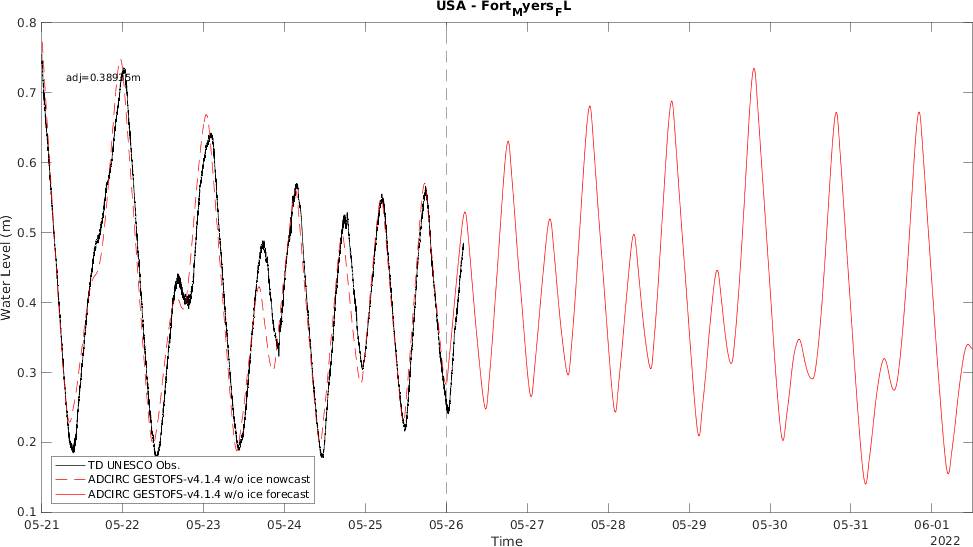 USA - Fort_Myers_FL
0.8
adj=0.38935m
0.7
0.6
0.5
Water Level (m)
0.4
0.3
0.2
TD UNESCO Obs.
ADCIRC GESTOFS-v4.1.4 w/o ice nowcast
ADCIRC GESTOFS-v4.1.4 w/o ice forecast
0.1
05-21 05-22 05-23 05-24 05-25 05-26 05-27 05-28 05-29 05-30 05-31 06-01
Time
2022